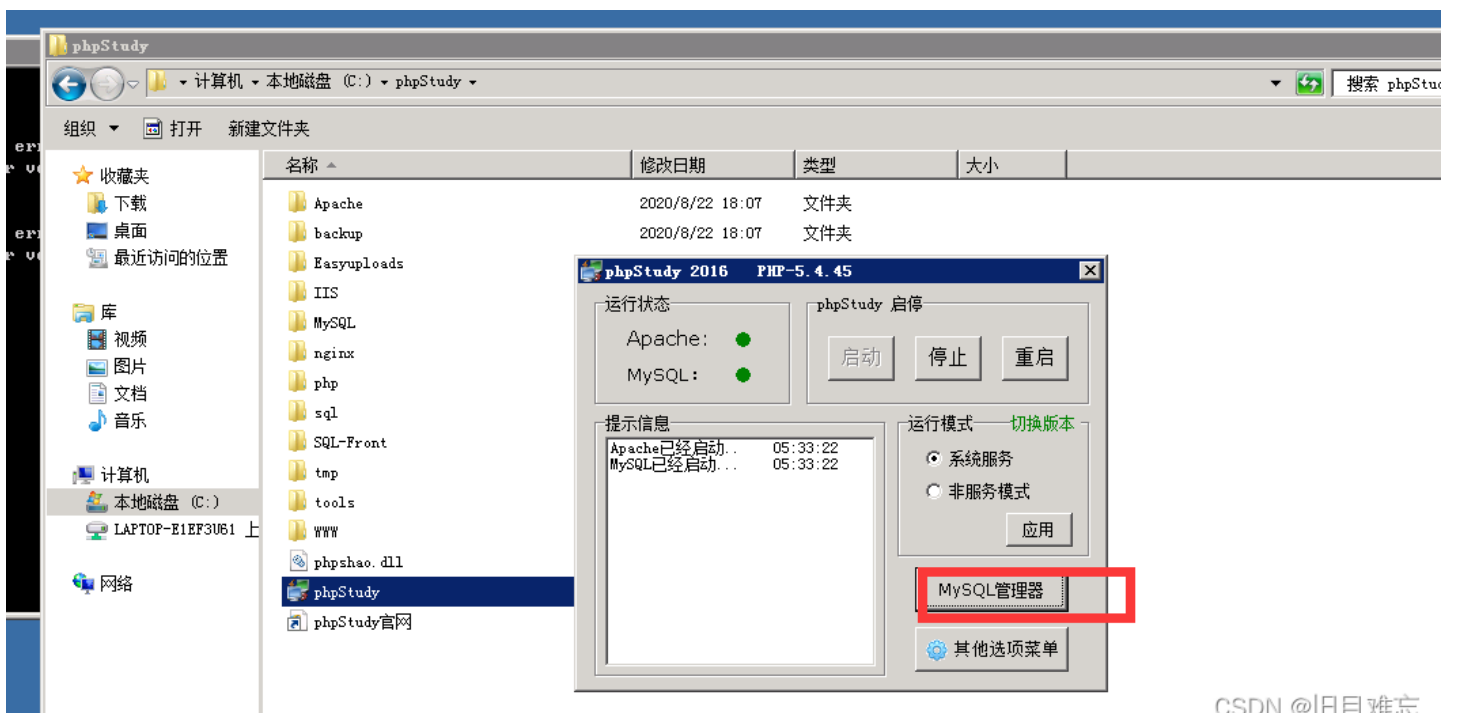 phpStudy
计算机 本地磁盘 (C:) phpStudy
搜索 phpStu
组织 打开 新建文件夹
名称 修改日期 类型 大小
收藏夹
下载
桌面
最近访问的位置
库
视频
图片
文档
音乐
计算机
本地磁盘 (C:)
LAPTOP-E1EF3U61 上
网络
Apache 2020/8/22 18:07 文件夹
backup 2020/8/22 18:07 文件夹
Easyuploads
IIS
MySQL
nginx
php
sql
SQL-Front
tmp
tools
WWW
phpshao.dll
phpStudy
phpStudy官网
phpStudy 2016 PHP-5.4.45
运行状态
Apache:
MySQL:
phpStudy 启停
启动 停止 重启
提示信息
Apache已经启动.. 05:33:22
MySQL已经启动... 05:33:22
运行模式 切换版本
系统服务
非服务模式
应用
MySQL管理器
其他选项菜单
CSDN @旧目难忘